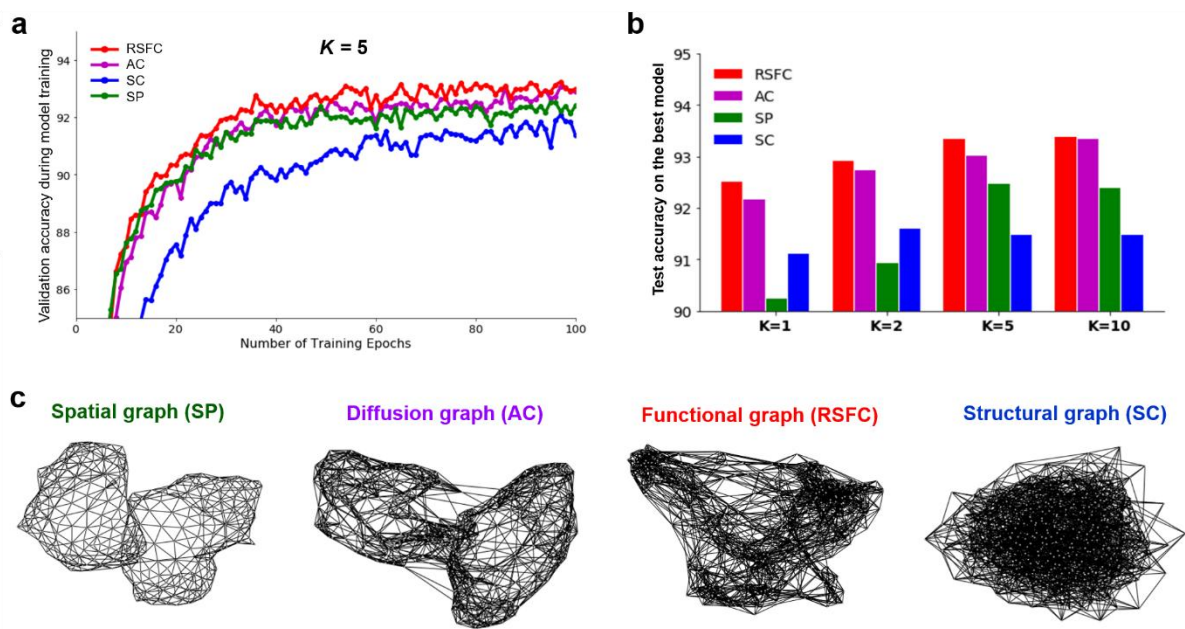 a
K = 5
RSFC
AC
SC
SP
Validation accuracy during model training
94
92
90
88
86
0
20
40
60
80
100
Number of Training Epochs
b
RSFC
AC
SP
SC
Test accuracy on the best model
95
94
93
92
91
90
K=1
K=2
K=5
K=10
c
Spatial graph (SP)
Diffusion graph (AC)
Functional graph (RSFC)
Structural graph (SC)